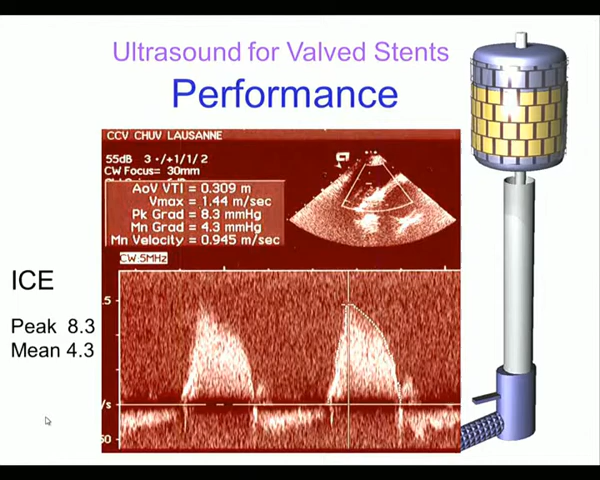 Ultrasound for Valved Stents
Performance
CCV CHUV LAUSANNE
55dB 3 •/+1/1/2
CW Focus= 30mm
AoV VTI = 0.309 m
Vmax = 1.44 m/sec
Pk Grad = 8.3 mmHg
Mn Grad = 4.3 mmHg
Mn Velocity = 0.945 m/sec
CW:5MHz
ICE
.5
Peak 8.3
Mean 4.3
/s
50